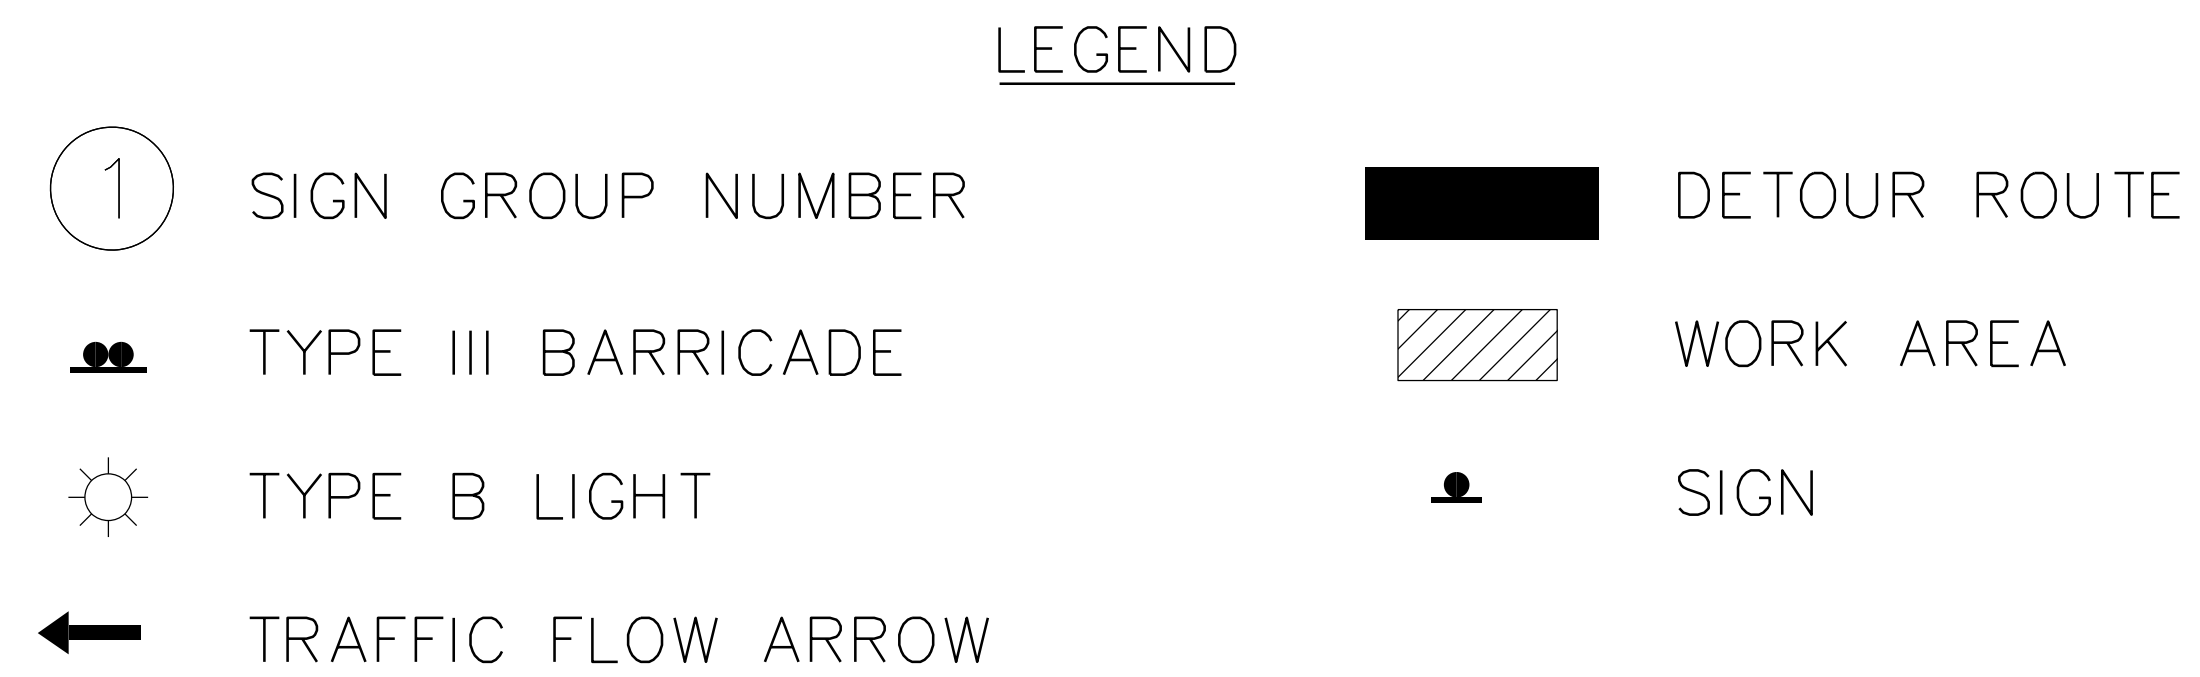 LEGEND
1 SIGN GROUP NUMBER
DETOUR ROUTE
TYPE III BARRICADE
WORK AREA
TYPE B LIGHT
SIGN
TRAFFIC FLOW ARROW